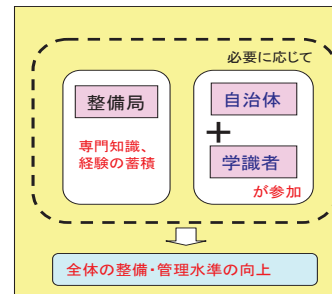 必要に応じて
整備局
専門知識、
経験の蓄積
自治体
+
学識者
が参加
全体の整備・管理水準の向上